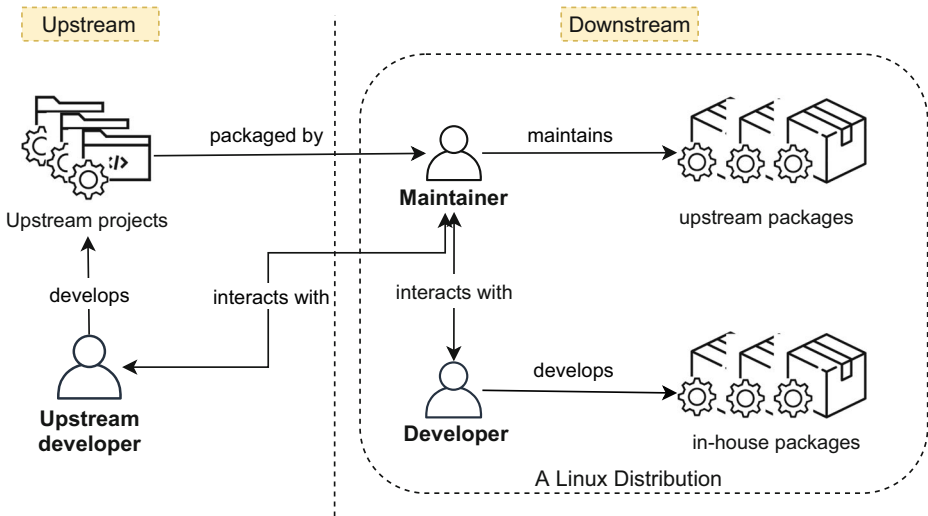 Upstream
Downstream
packaged by
maintains
</>
Maintainer
Upstream projects
upstream packages
develops
interacts with
interacts with
develops
Upstream
developer
Developer
in-house packages
A Linux Distribution